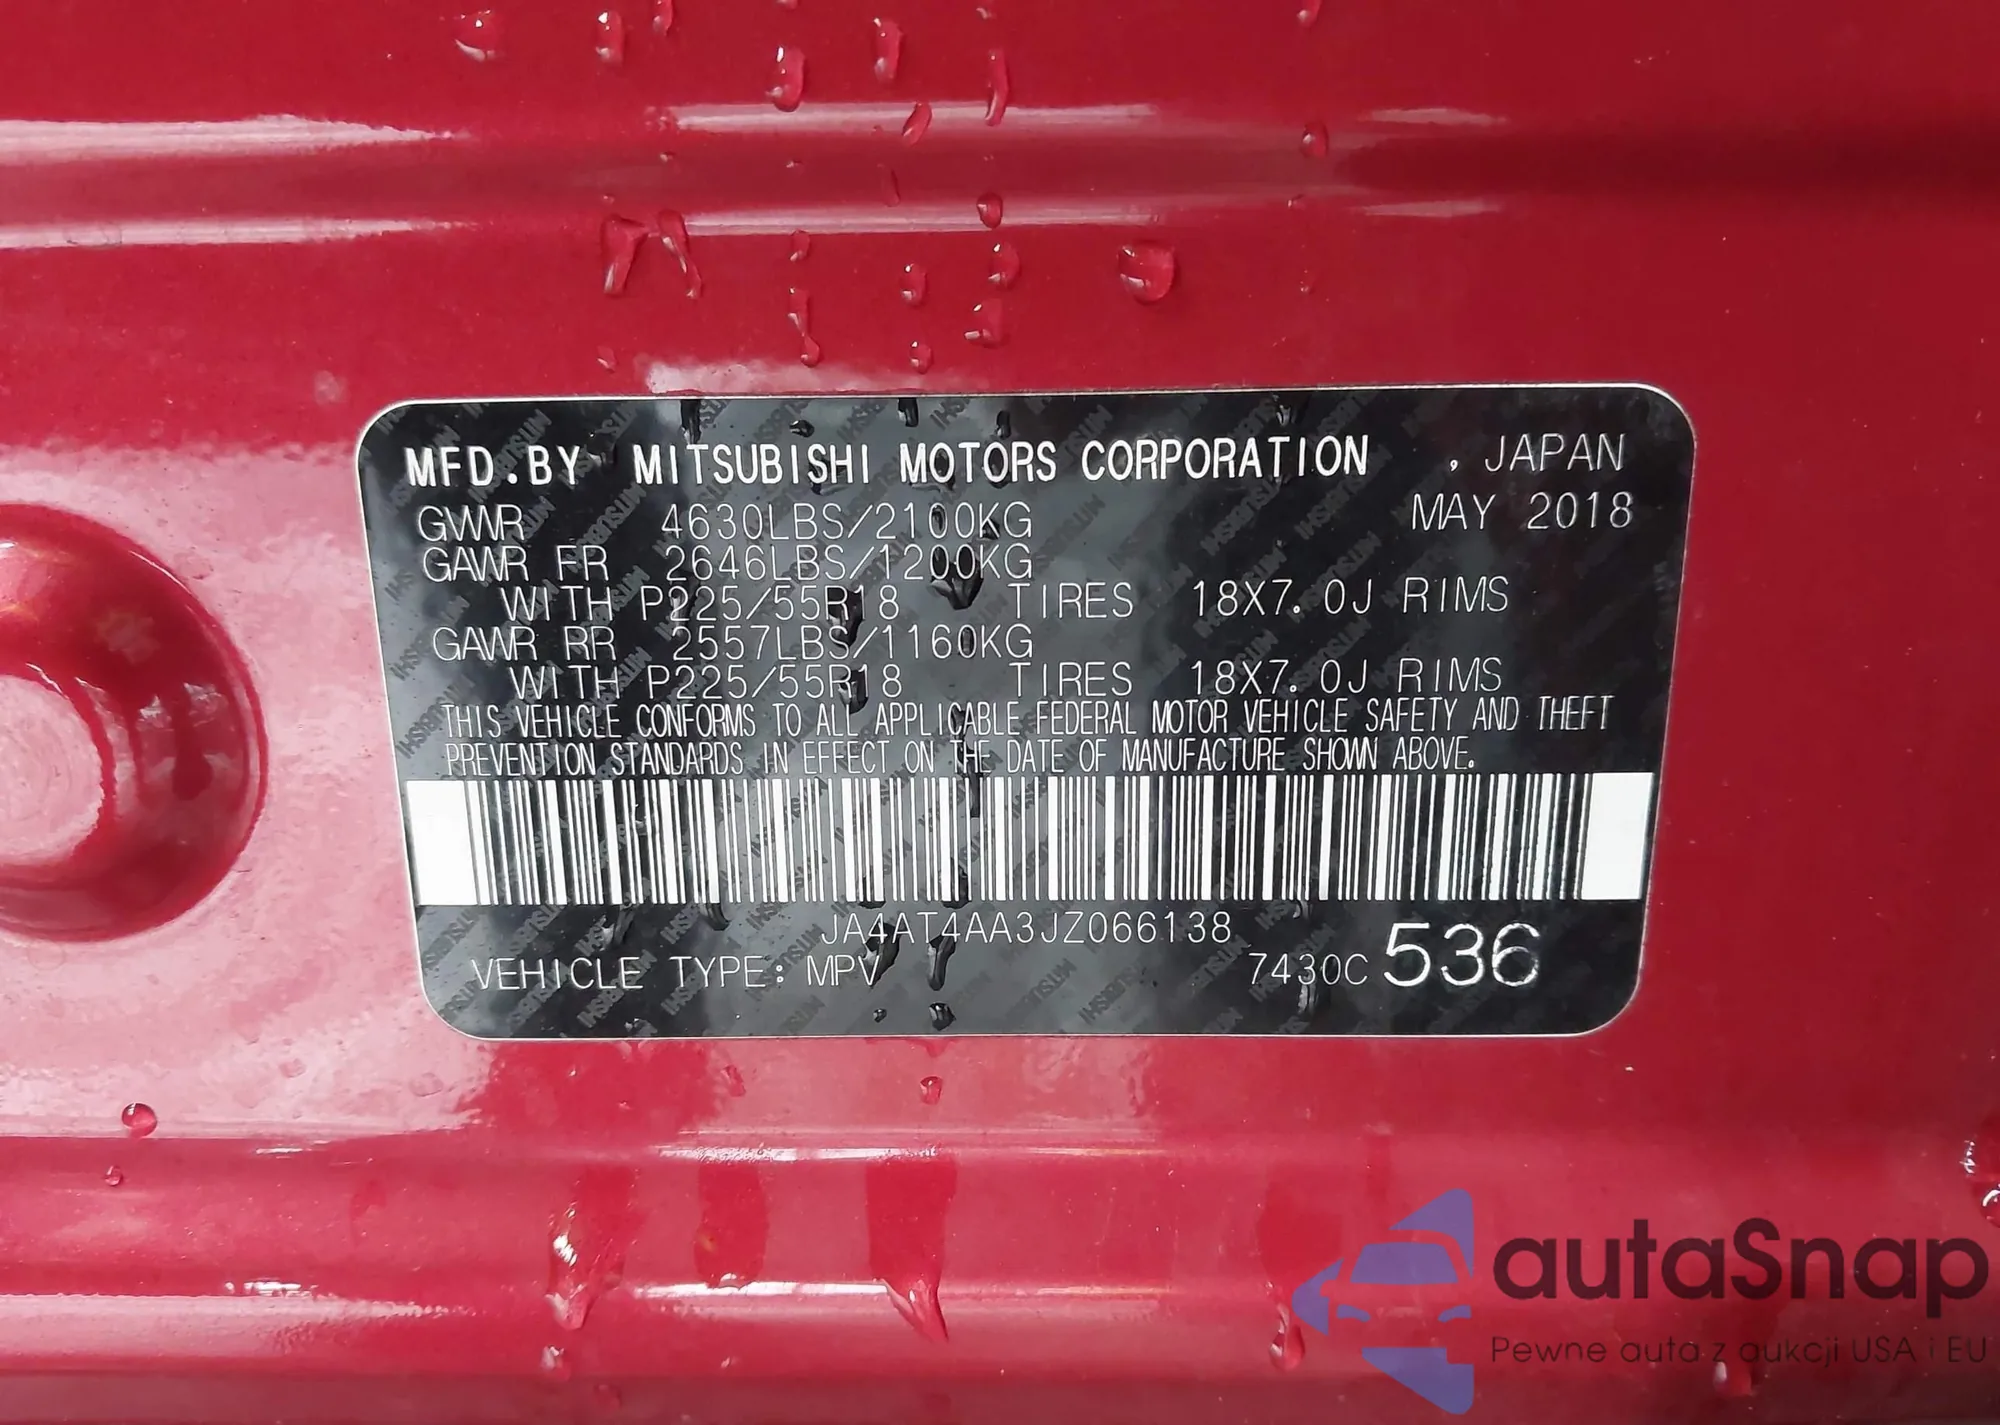 MFD.BY MITSUBISHI MOTORS CORPORATION , JAPAN
GVWR 4630LBS/2100KG MAY 2018
GAWR FR 2646LBS/1200KG
WITH P225/55R18 TIRES 18X7.0J RIMS
GAWR RR 2557LBS/1160KG
WITH P225/55R18 TIRES 18X7.0J RIMS
THIS VEHICLE CONFORMS TO ALL APPLICABLE FEDERAL MOTOR VEHICLE SAFETY AND THEFT
PREVENTION STANDARDS IN EFFECT ON THE DATE OF MANUFACTURE SHOWN ABOVE.
JA4AT4AA3JZ066138
VEHICLE TYPE: MPV 7430C 536
autaSnap
Pewne auta z aukcji USA i EU